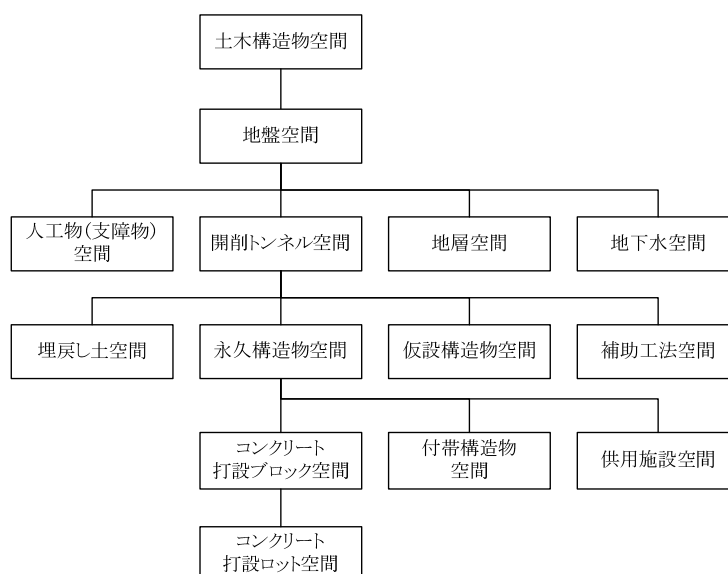 土木構造物空間
地盤空間
人工物(支障物)
空間
開削トンネル空間
地層空間
地下水空間
埋戻し土空間
永久構造物空間
仮設構造物空間
補助工法空間
コンクリート
打設ブロック空間
付帯構造物
空間
供用施設空間
コンクリート
打設ロット空間